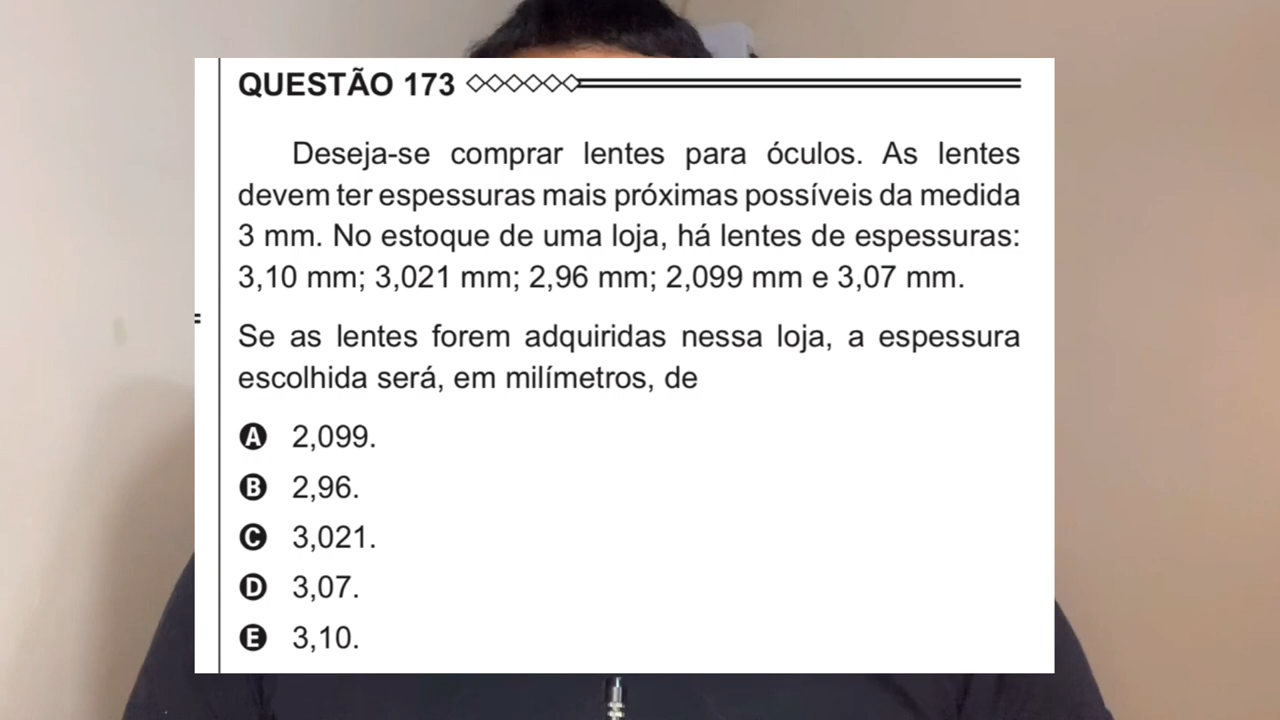 QUESTÃO 173
Deseja-se comprar lentes para óculos. As lentes
devem ter espessuras mais próximas possíveis da medida
3 mm. No estoque de uma loja, há lentes de espessuras:
3,10 mm; 3,021 mm; 2,96 mm; 2,099 mm e 3,07 mm.
Se as lentes forem adquiridas nessa loja, a espessura
escolhida será, em milímetros, de
A 2,099.
B 2,96.
C 3,021.
D 3,07.
E 3,10.